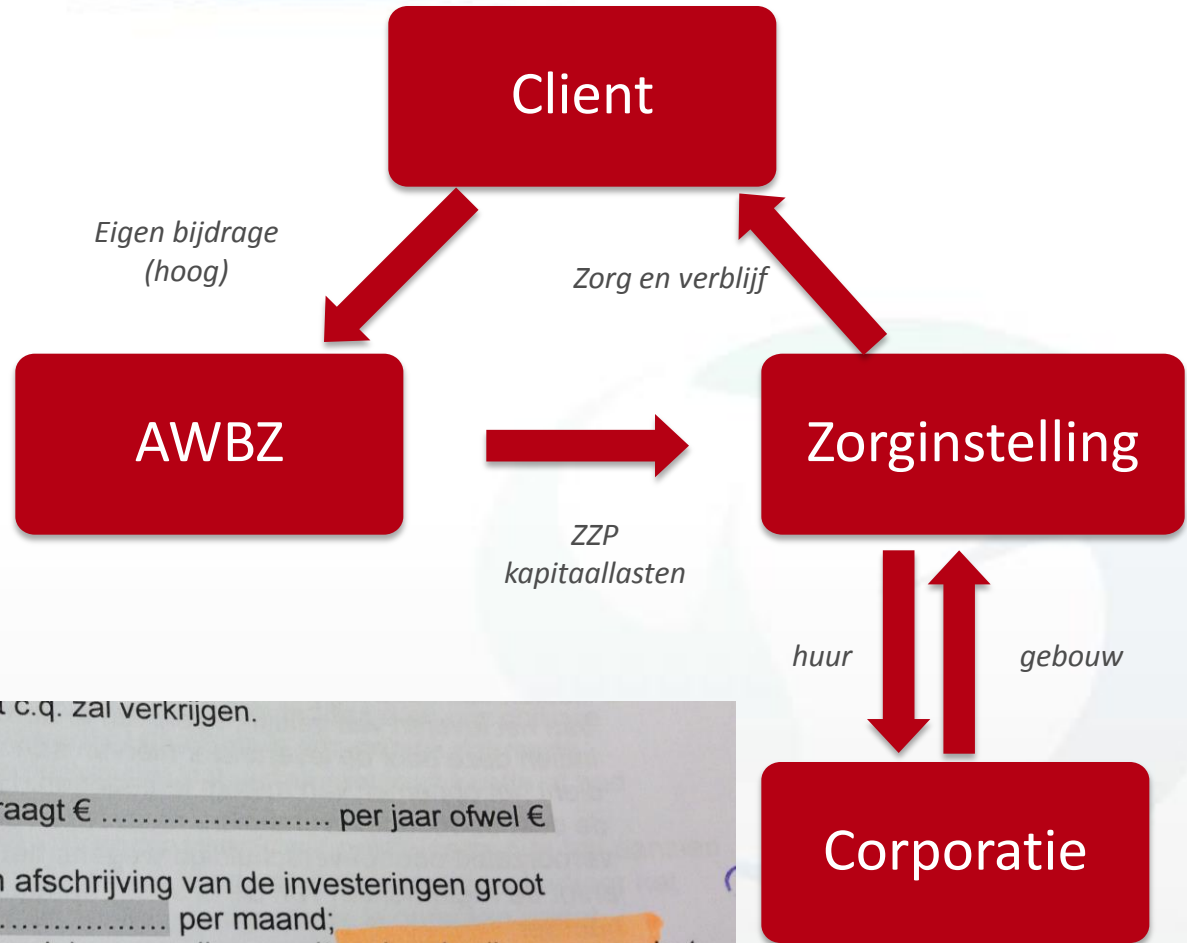 Client
Eigen bijdrage
(hoog)
Zorg en verblijf
AWBZ
Zorginstelling
ZZP
kapitaallasten
huur
gebouw
Corporatie
c.q. zal verkrijgen.
raagt € ........................ per jaar ofwel €
afschrijving van de investeringen groot
.................. per maand;